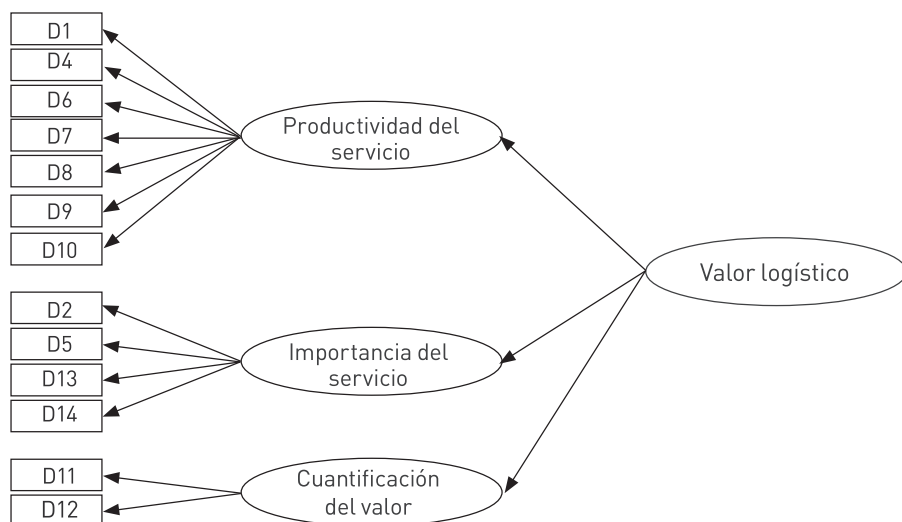 D1
D4
D6
D7
D8
D9
D10
Productividad del
servicio
D2
D5
D13
D14
Importancia del
servicio
D11
D12
Cuantificación
del valor
Valor logístico